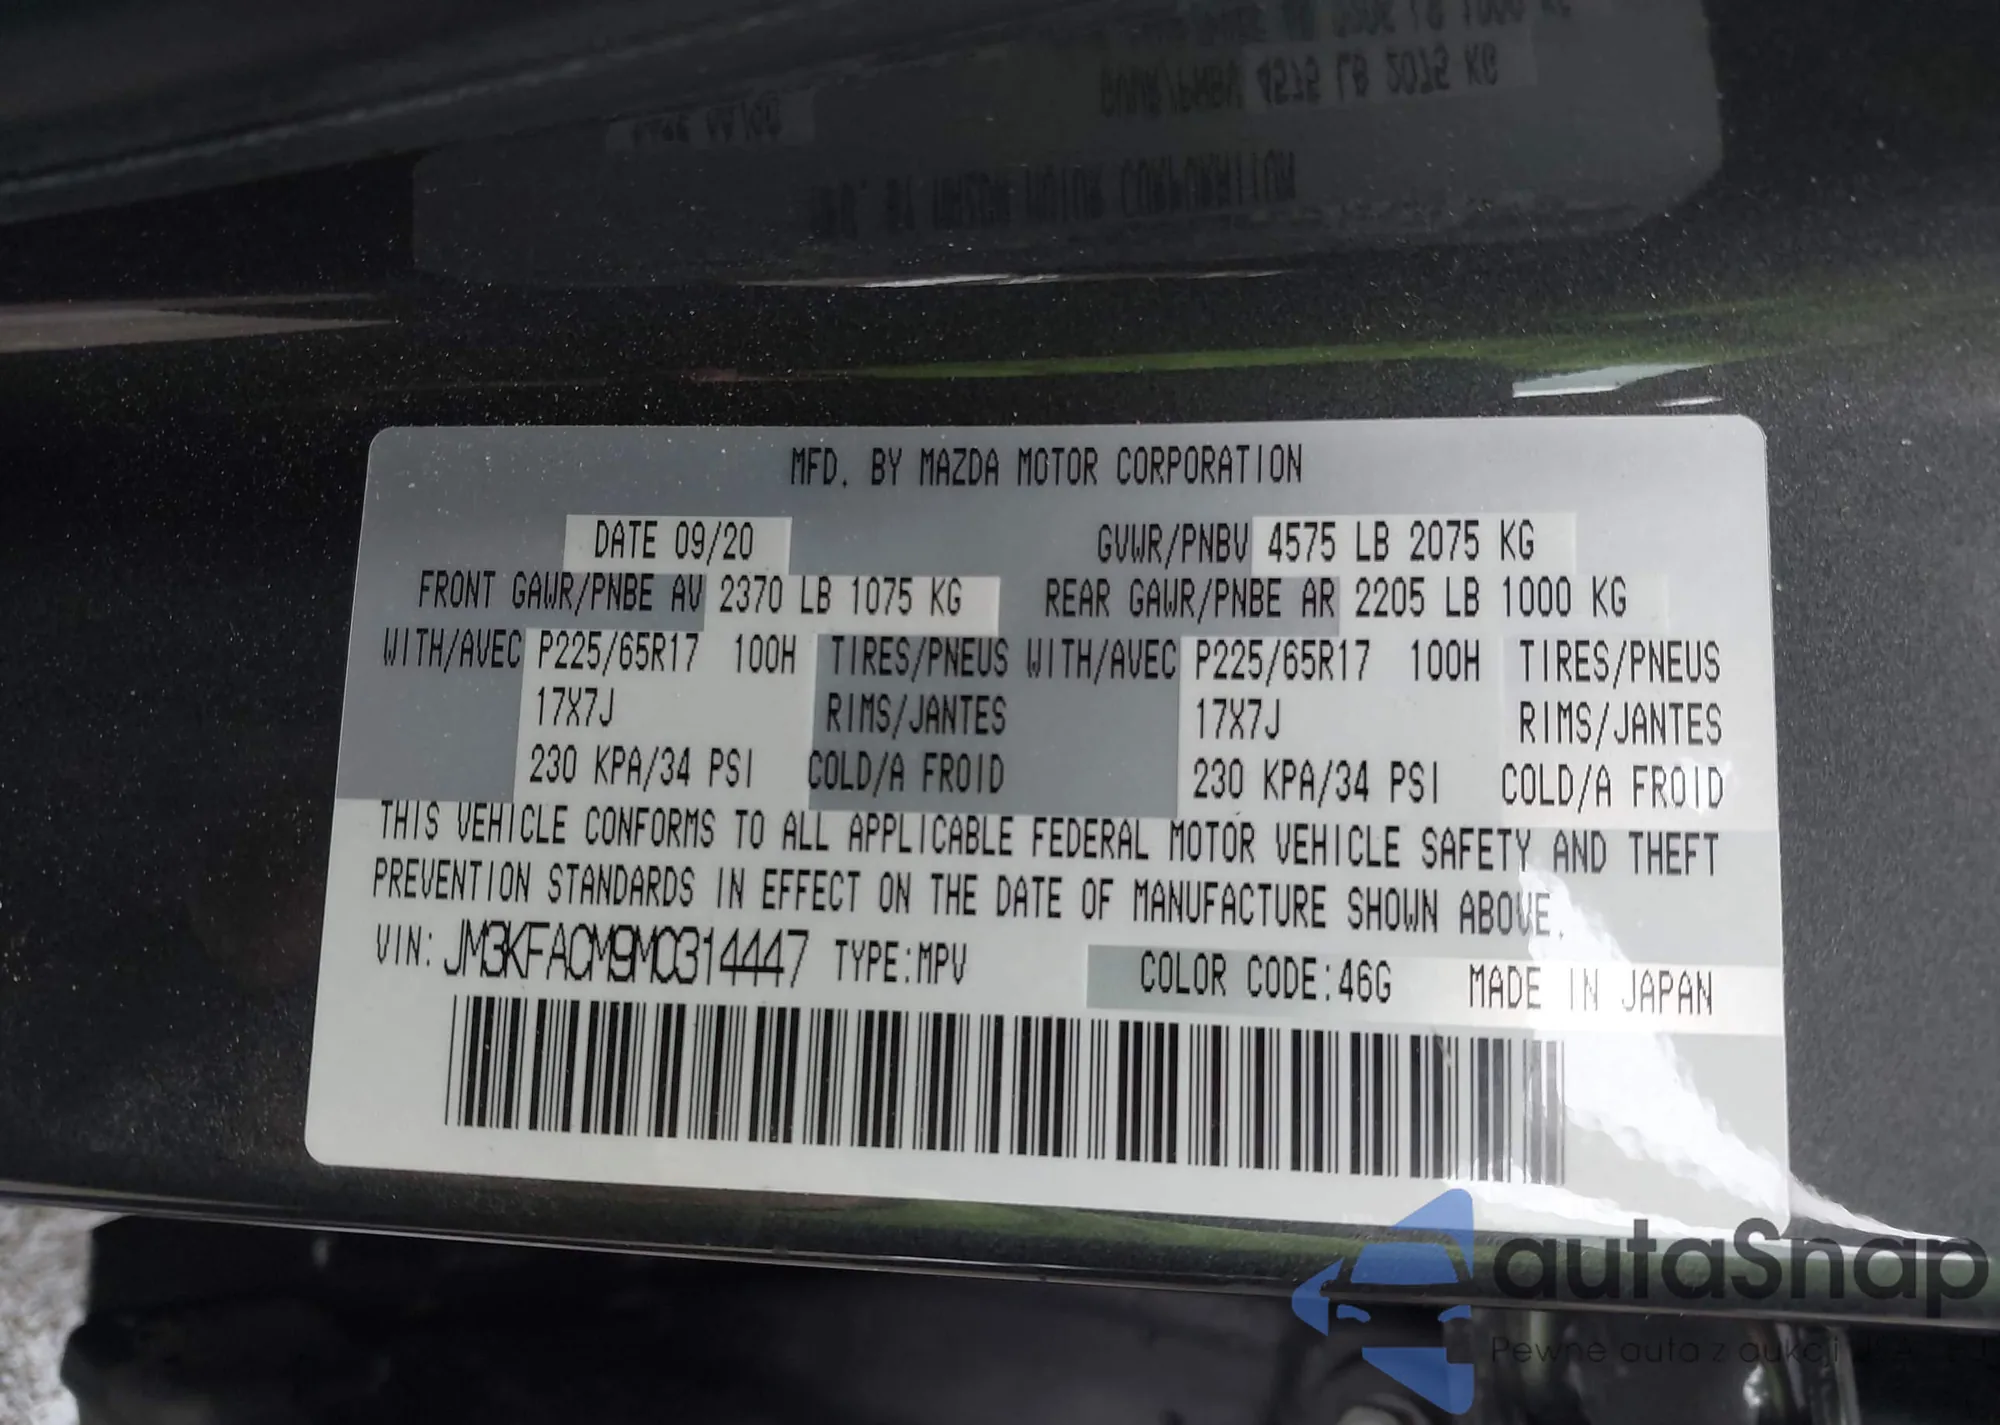 MFD. BY MAZDA MOTOR CORPORATION
DATE 09/20 GVWR/PNBV 4575 LB 2075 KG
FRONT GAWR/PNBE AV 2370 LB 1075 KG REAR GAWR/PNBE AR 2205 LB 1000 KG
WITH/AVEC P225/65R17 100H TIRES/PNEUS WITH/AVEC P225/65R17 100H TIRES/PNEUS
17X7J RIMS/JANTES 17X7J RIMS/JANTES
230 KPA/34 PSI COLD/A FROID 230 KPA/34 PSI COLD/A FROID
THIS VEHICLE CONFORMS TO ALL APPLICABLE FEDERAL MOTOR VEHICLE SAFETY AND THEFT
PREVENTION STANDARDS IN EFFECT ON THE DATE OF MANUFACTURE SHOWN ABOVE.
VIN: JM3KFACM9M0314447 TYPE:MPV COLOR CODE:46G MADE IN JAPAN
autaSnap
Pewne auta z aukcji